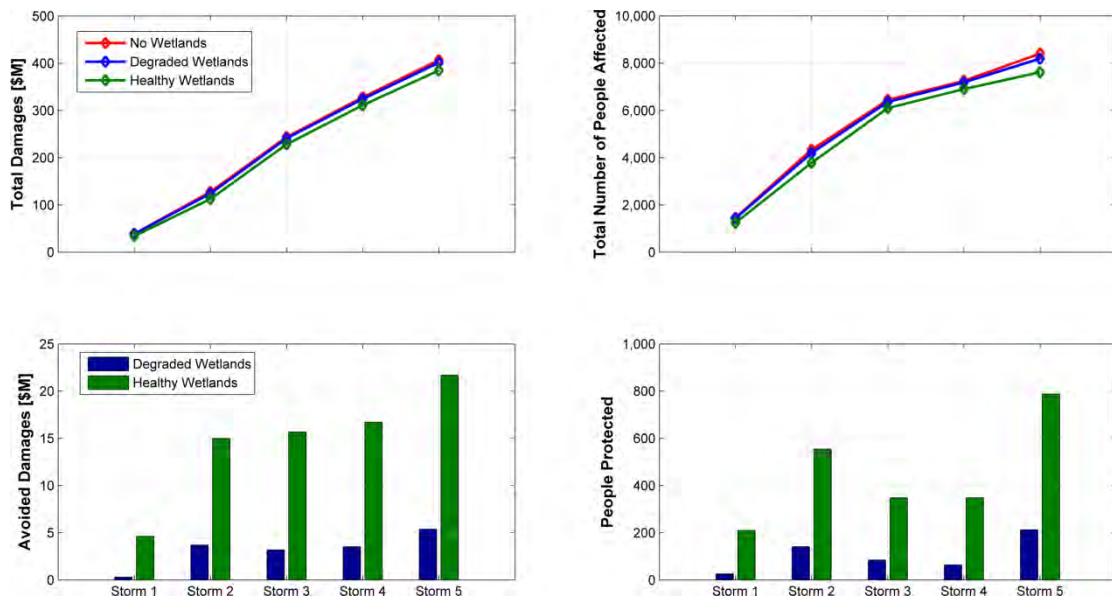 Total Damages [$M]
500
400
300
200
100
0
No Wetlands
Degraded Wetlands
Healthy Wetlands
Total Number of People Affected
10,000
8,000
6,000
4,000
2,000
0
Avoided Damages [$M]
25
20
15
10
5
0
Degraded Wetlands
Healthy Wetlands
Storm 1 Storm 2 Storm 3 Storm 4 Storm 5
People Protected
1,000
800
600
400
200
0
Storm 1 Storm 2 Storm 3 Storm 4 Storm 5